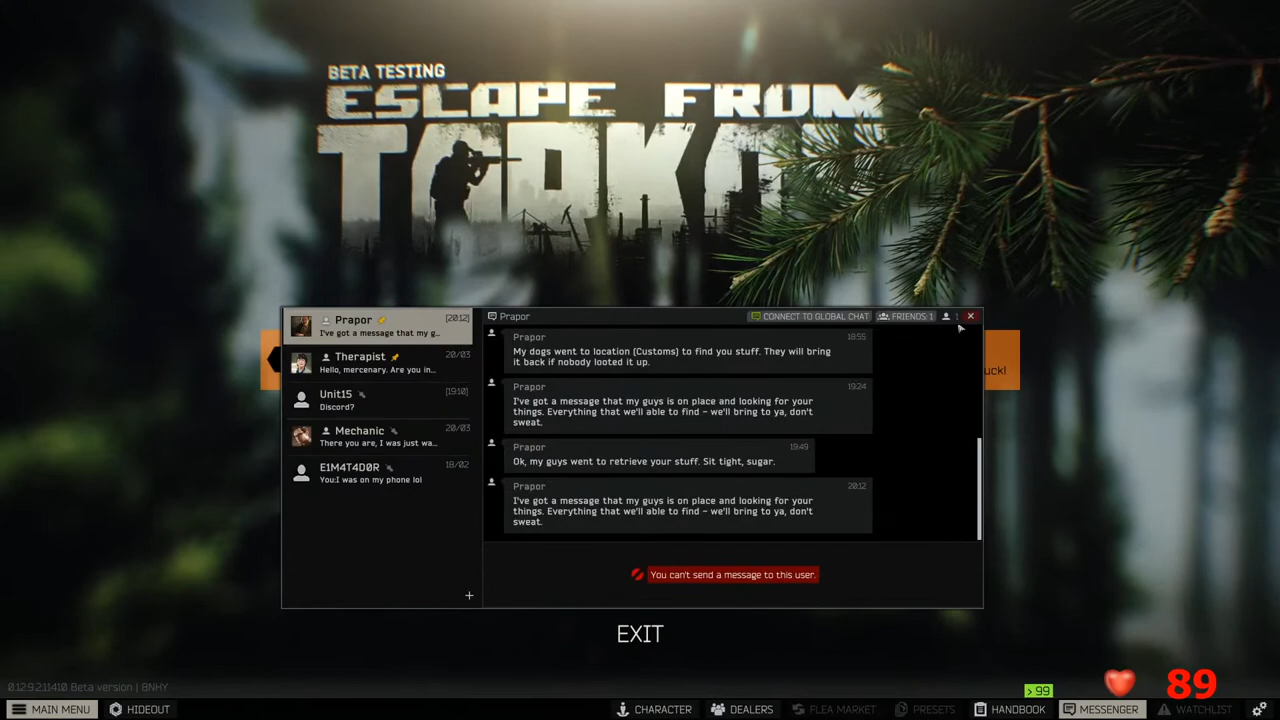 BETA TESTING
ESCAPE FROM
Prapor
[20:12]
I've got a message that my g...
Therapist
20/03
Hello, mercenary. Are you in...
Unit15
[19:10]
Discord?
Mechanic
20/03
There you are, I was just wa...
E1M4T4D0R
18/02
You:I was on my phone lol
+
Prapor
CONNECT TO GLOBAL CHAT
FRIENDS: 1
1
Prapor
18:55
My dogs went to location (Customs) to find you stuff. They will bring
it back if nobody looted it up.
Prapor
19:24
I've got a message that my guys is on place and looking for your
things. Everything that we'll able to find – we'll bring to ya, don't
sweat.
Prapor
19:49
Ok, my guys went to retrieve your stuff. Sit tight, sugar.
Prapor
20:12
I've got a message that my guys is on place and looking for your
things. Everything that we'll able to find – we'll bring to ya, don't
sweat.
You can't send a message to this user.
uck!
EXIT
0.12.9.2.11410 Beta version | 8NHY
> 99
89
MAIN MENU
HIDEOUT
CHARACTER
DEALERS
FLEA MARKET
PRESETS
HANDBOOK
MESSENGER
WATCHLIST